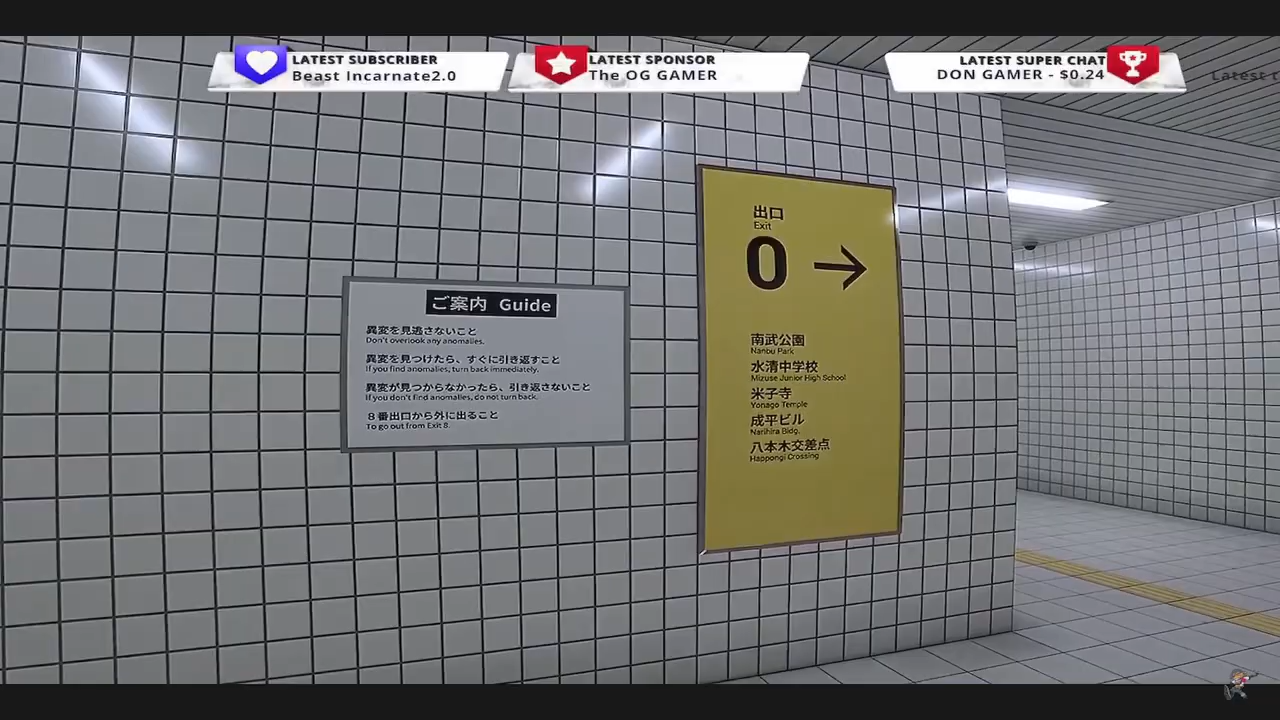 LATEST SUBSCRIBER
Beast Incarnate2.0
LATEST SPONSOR
The OG GAMER
LATEST SUPER CHAT
DON GAMER - $0.24
Latest
ご案内 Guide
異変を見逃さないこと
Don't overlook any anomalies.
異変を見つけたら、すぐに引き返すこと
If you find anomalies, turn back immediately.
異変が見つからなかったら、引き返さないこと
If you don't find anomalies, do not turn back.
8番出口から外に出ること
To go out from Exit 8.
出口
Exit
0 →
南武公園
Nanbu Park
水清中学校
Mizuse Junior High School
米子寺
Yonago Temple
成平ビル
Narihira Bldg.
八本木交差点
Happongi Crossing